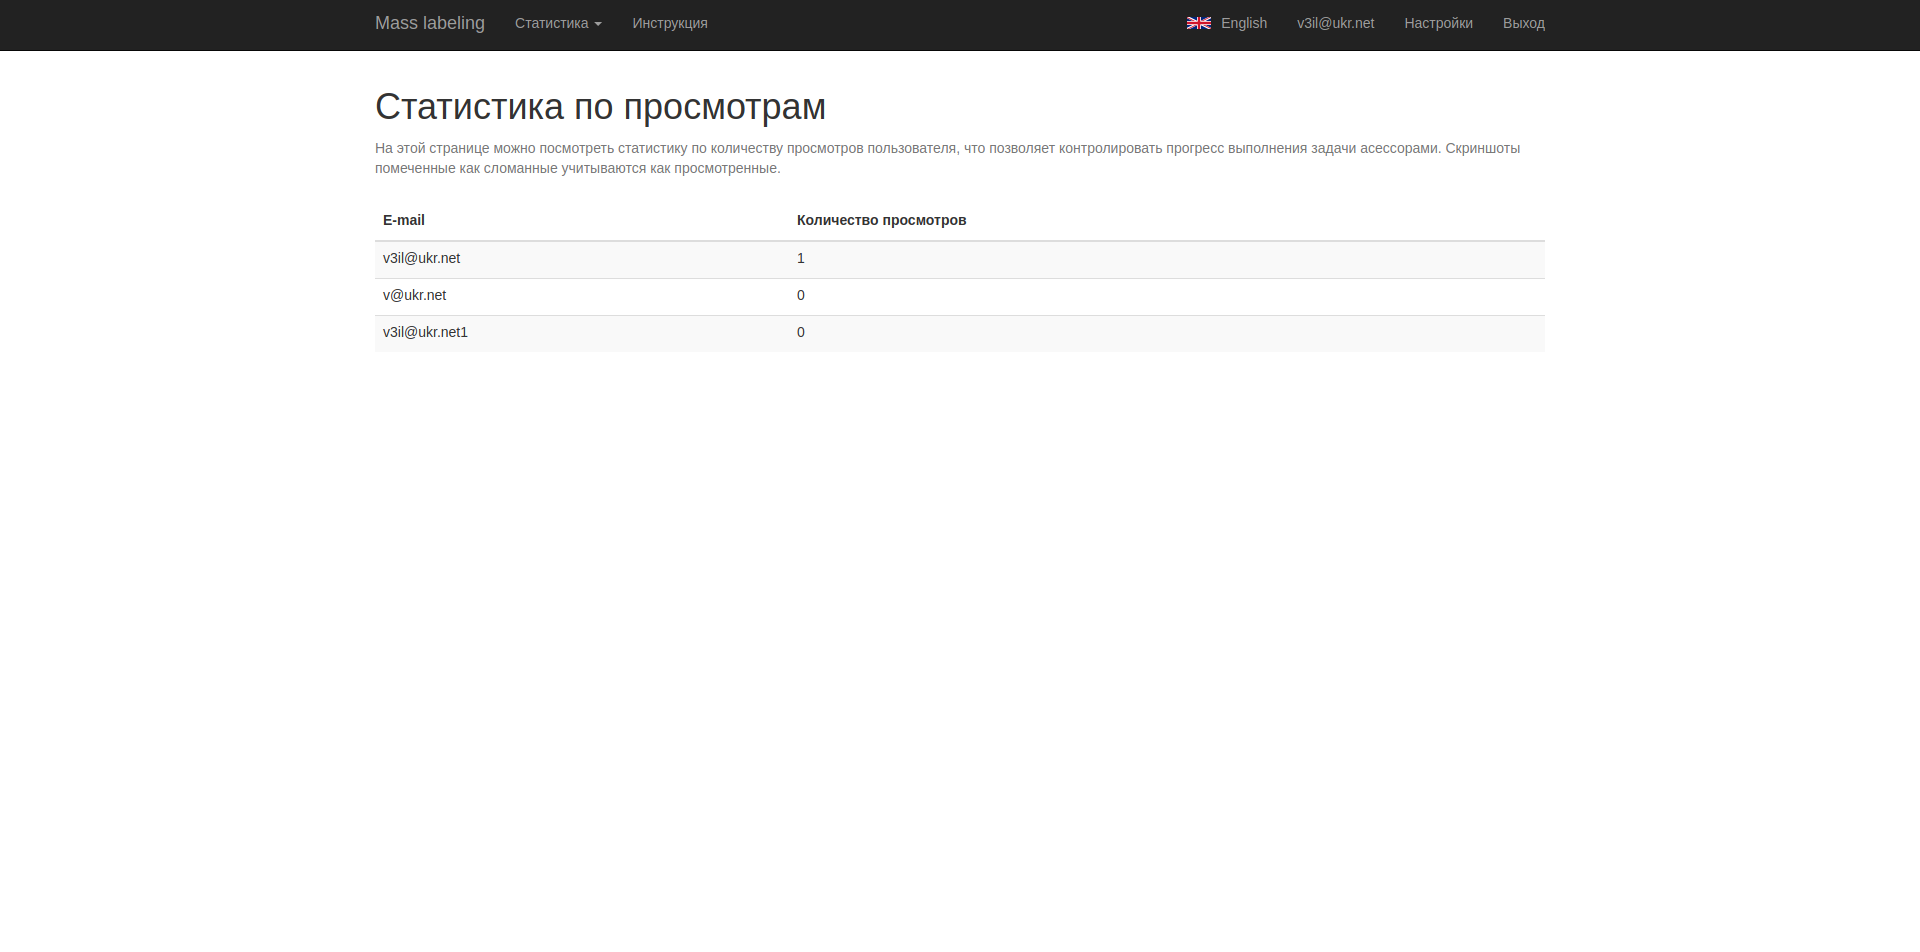 Mass labeling Статистика Инструкция English v3il@ukr.net Настройки Выход
Статистика по просмотрам
На этой странице можно посмотреть статистику по количеству просмотров пользователя, что позволяет контролировать прогресс выполнения задачи асессорами. Скриншоты
помеченные как сломанные учитываются как просмотренные.
E-mail Количество просмотров
v3il@ukr.net 1
v@ukr.net 0
v3il@ukr.net1 0